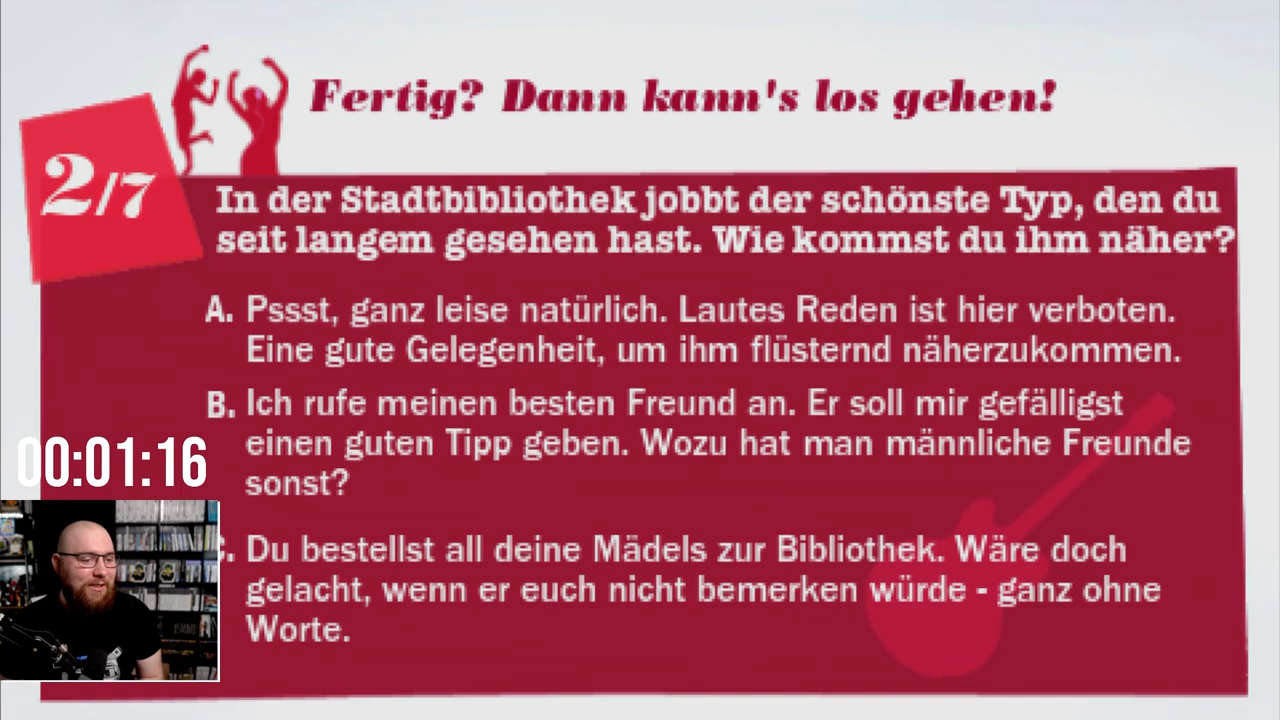 Fertig? Dann kann's los gehen!
2/7
In der Stadtbibliothek jobbt der schönste Typ, den du
seit langem gesehen hast. Wie kommst du ihm näher?
A. Pssst, ganz leise natürlich. Lautes Reden ist hier verboten.
Eine gute Gelegenheit, um ihm flüsternd näherzukommen.
B. Ich rufe meinen besten Freund an. Er soll mir gefälligst
einen guten Tipp geben. Wozu hat man männliche Freunde
sonst?
00:01:16
C. Du bestellst all deine Mädels zur Bibliothek. Wäre doch
gelacht, wenn er euch nicht bemerken würde - ganz ohne
Worte.